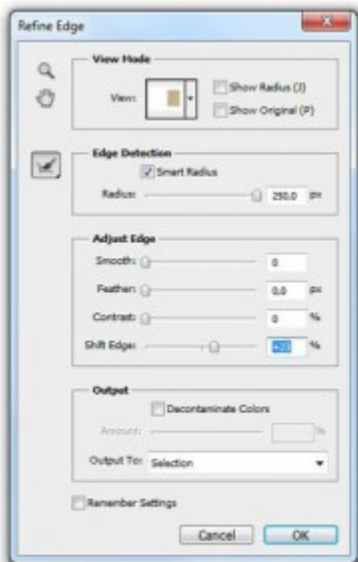 Refine Edge
View Mode
View:
Show Radius (J)
Show Original (P)
Edge Detection
Smart Radius
Radius: 250,0 px
Adjust Edge
Smooth: 0
Feather: 0,0 px
Contrast: 0 %
Shift Edge: %
Output
Decontaminate Colors
Amount: %
Output To: Selection
Remember Settings
Cancel OK